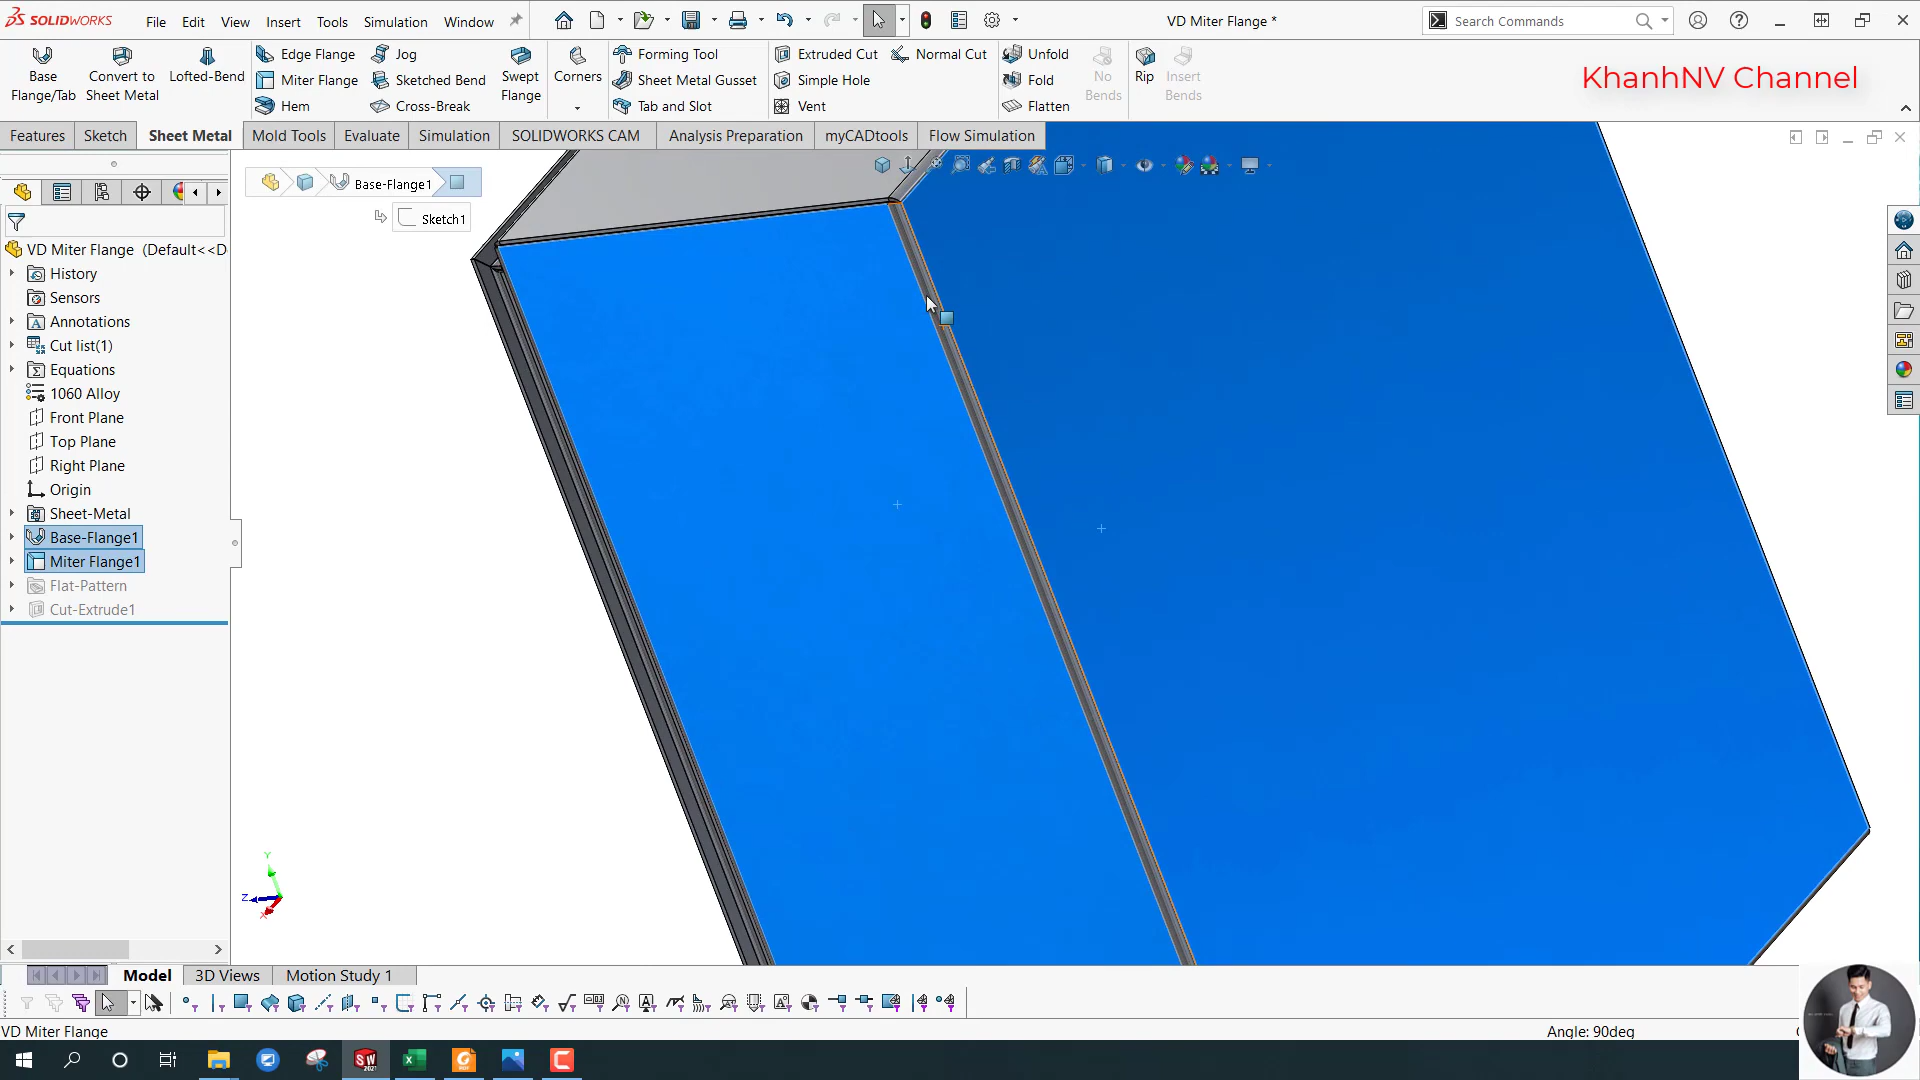 SOLIDWORKS File Edit View Insert Tools Simulation Window VD Miter Flange * Search Commands
Base Flange/Tab Convert to Sheet Metal Lofted-Bend Edge Flange Miter Flange Hem Jog Sketched Bend Cross-Break Swept Flange Corners Forming Tool Sheet Metal Gusset Tab and Slot Extruded Cut Simple Hole Vent Normal Cut Unfold Fold Flatten No Bends Rip Insert Bends
KhanhNV Channel
Features Sketch Sheet Metal Mold Tools Evaluate Simulation SOLIDWORKS CAM Analysis Preparation myCADtools Flow Simulation
Base-Flange1
Sketch1
VD Miter Flange (Default<<D
History
Sensors
Annotations
Cut list(1)
Equations
1060 Alloy
Front Plane
Top Plane
Right Plane
Origin
Sheet-Metal
Base-Flange1
Miter Flange1
Flat-Pattern
Cut-Extrude1
Y
Z
X
Model 3D Views Motion Study 1
VD Miter Flange Angle: 90deg
SW
2021